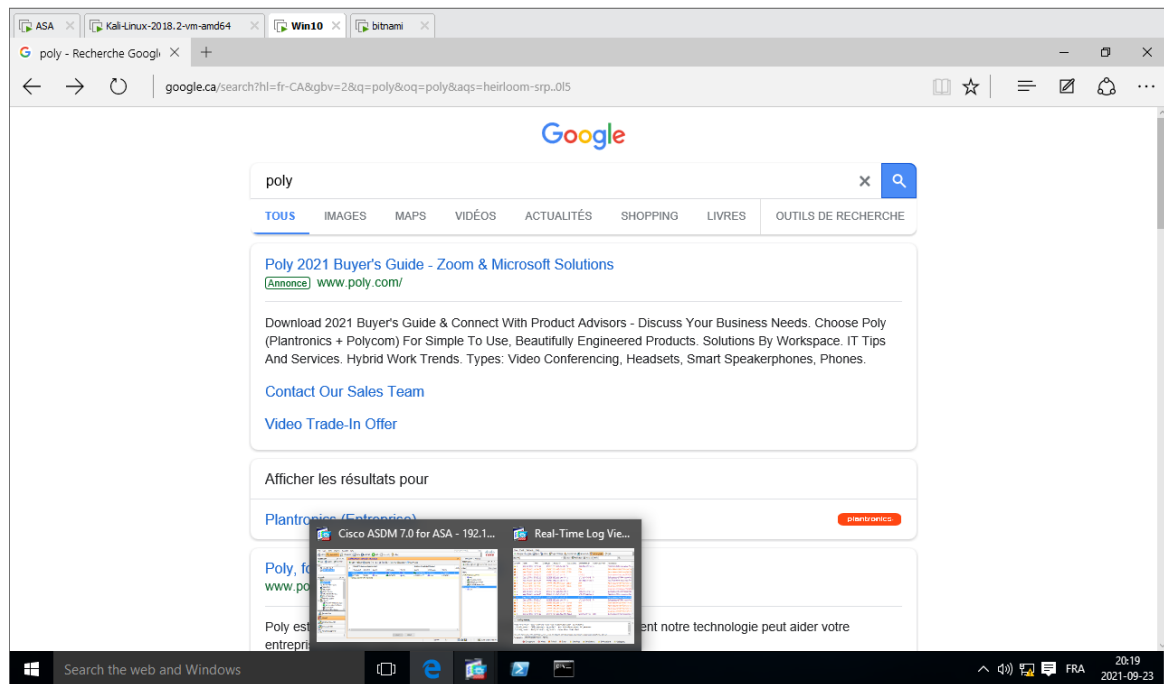 ASA
Kali-Linux-2018.2-vm-amd64
Win10
bitnami
poly - Recherche Googl
google.ca/search?hl=fr-CA&gbv=2&q=poly&oq=poly&aqs=heirloom-srp..0l5
Google
poly
TOUS IMAGES MAPS VIDÉOS ACTUALITÉS SHOPPING LIVRES OUTILS DE RECHERCHE
Poly 2021 Buyer's Guide - Zoom & Microsoft Solutions
Annonce www.poly.com/
Download 2021 Buyer's Guide & Connect With Product Advisors - Discuss Your Business Needs. Choose Poly
(Plantronics + Polycom) For Simple To Use, Beautifully Engineered Products. Solutions By Workspace. IT Tips
And Services. Hybrid Work Trends. Types: Video Conferencing, Headsets, Smart Speakerphones, Phones.
Contact Our Sales Team
Video Trade-In Offer
Afficher les résultats pour
Plantronics (Entreprise)
plantronics
Cisco ASDM 7.0 for ASA - 192.1...
Real-Time Log Vie...
Poly, fo
www.po
Poly est
ent notre technologie peut aider votre
entrepri
Search the web and Windows
FRA
20:19
2021-09-23